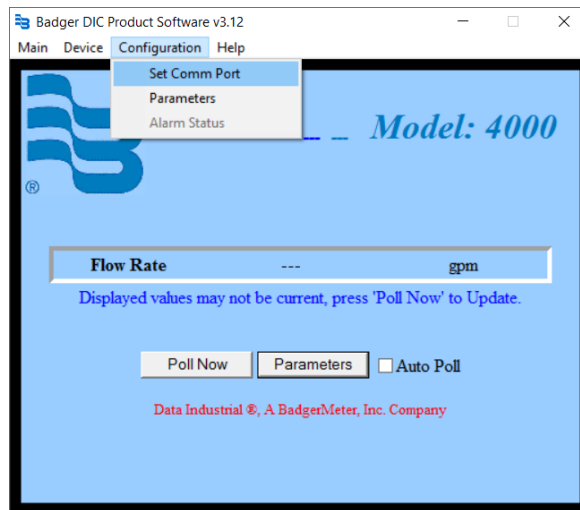 Badger DIC Product Software v3.12
Main Device Configuration Help
Set Comm Port
Parameters
Alarm Status
Model: 4000
®
Flow Rate --- gpm
Displayed values may not be current, press 'Poll Now' to Update.
Poll Now Parameters Auto Poll
Data Industrial ®, A BadgerMeter, Inc. Company